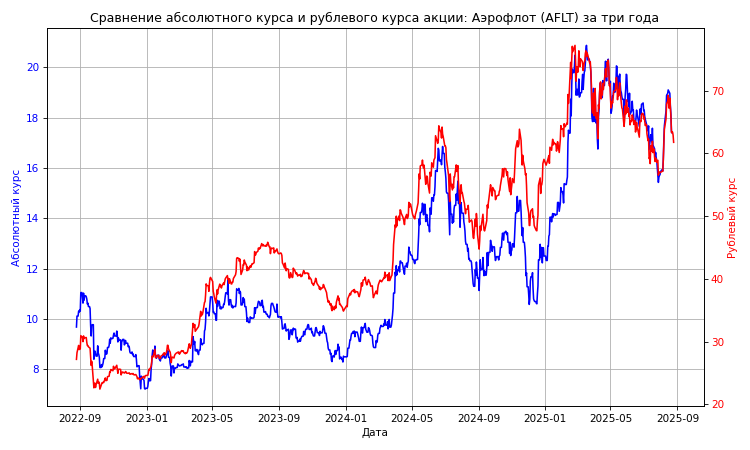 Сравнение абсолютного курса и рублевого курса акции: Аэрофлот (AFLT) за три года
Абсолютный курс
20
18
16
14
12
10
8
70
60
50
40
30
20
Рублевый курс
2022-09 2023-01 2023-05 2023-09 2024-01 2024-05 2024-09 2025-01 2025-05 2025-09
Дата